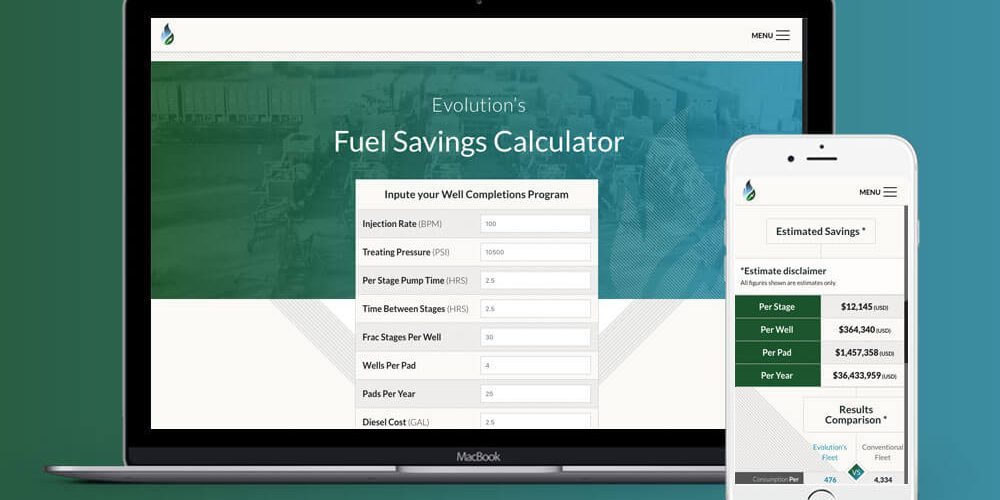 MENU
Evolution's
Fuel Savings Calculator
Inpute your Well Completions Program
Injection Rate (BPM) 100
Treating Pressure (PSI) 10500
Per Stage Pump Time (HRS) 2.5
Time Between Stages (HRS) 2.5
Frac Stages Per Well 30
Wells Per Pad 4
Pads Per Year 25
Diesel Cost (GAL) 2.5
MacBook
MENU
Estimated Savings *
*Estimate disclaimer
All figures shown are estimates only.
Per Stage $12,145 (USD)
Per Well $364,340 (USD)
Per Pad $1,457,358 (USD)
Per Year $36,433,959 (USD)
Results
Comparison *
Evolution's Conventional
Fleet Fleet
VS
Consumption Per 476 4,334